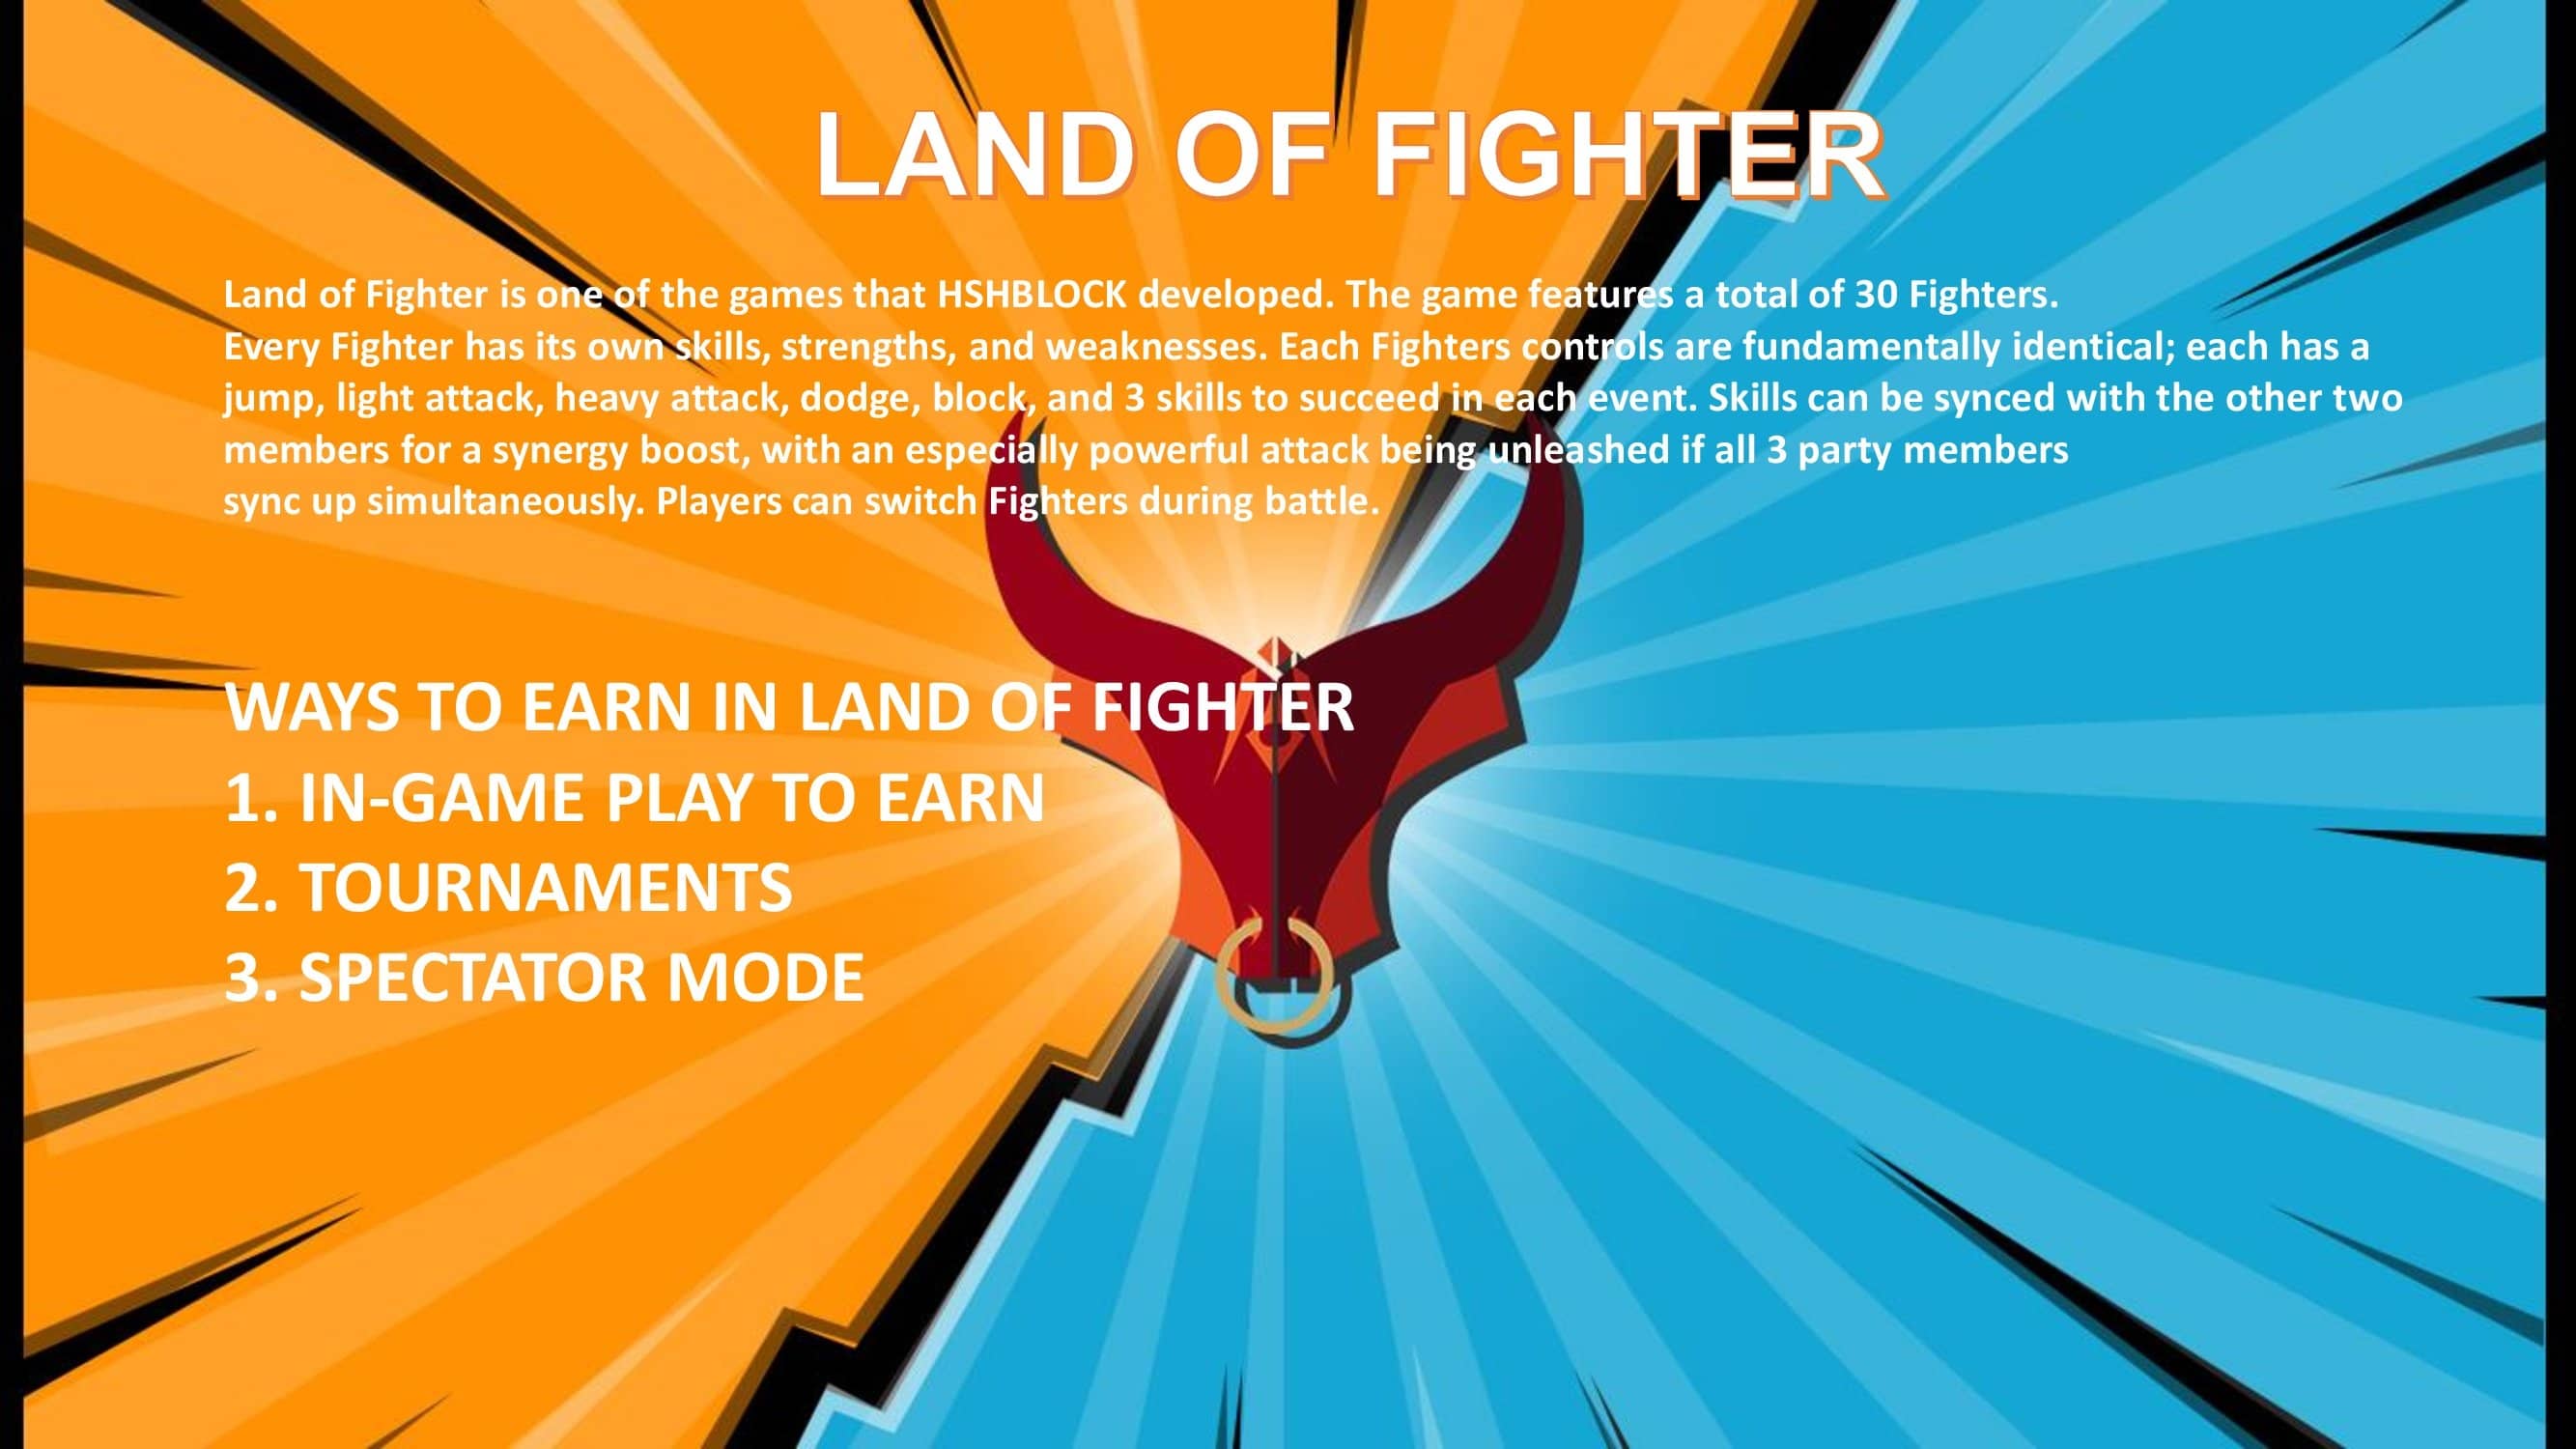 LAND OF FIGHTER
Land of Fighter is one of the games that HSHBLOCK developed. The game features a total of 30 Fighters.
Every Fighter has its own skills, strengths, and weaknesses. Each Fighters controls are fundamentally identical; each has a
jump, light attack, heavy attack, dodge, block, and 3 skills to succeed in each event. Skills can be synced with the other two
members for a synergy boost, with an especially powerful attack being unleashed if all 3 party members
sync up simultaneously. Players can switch Fighters during battle.
WAYS TO EARN IN LAND OF FIGHTER
1. IN-GAME PLAY TO EARN
2. TOURNAMENTS
3. SPECTATOR MODE